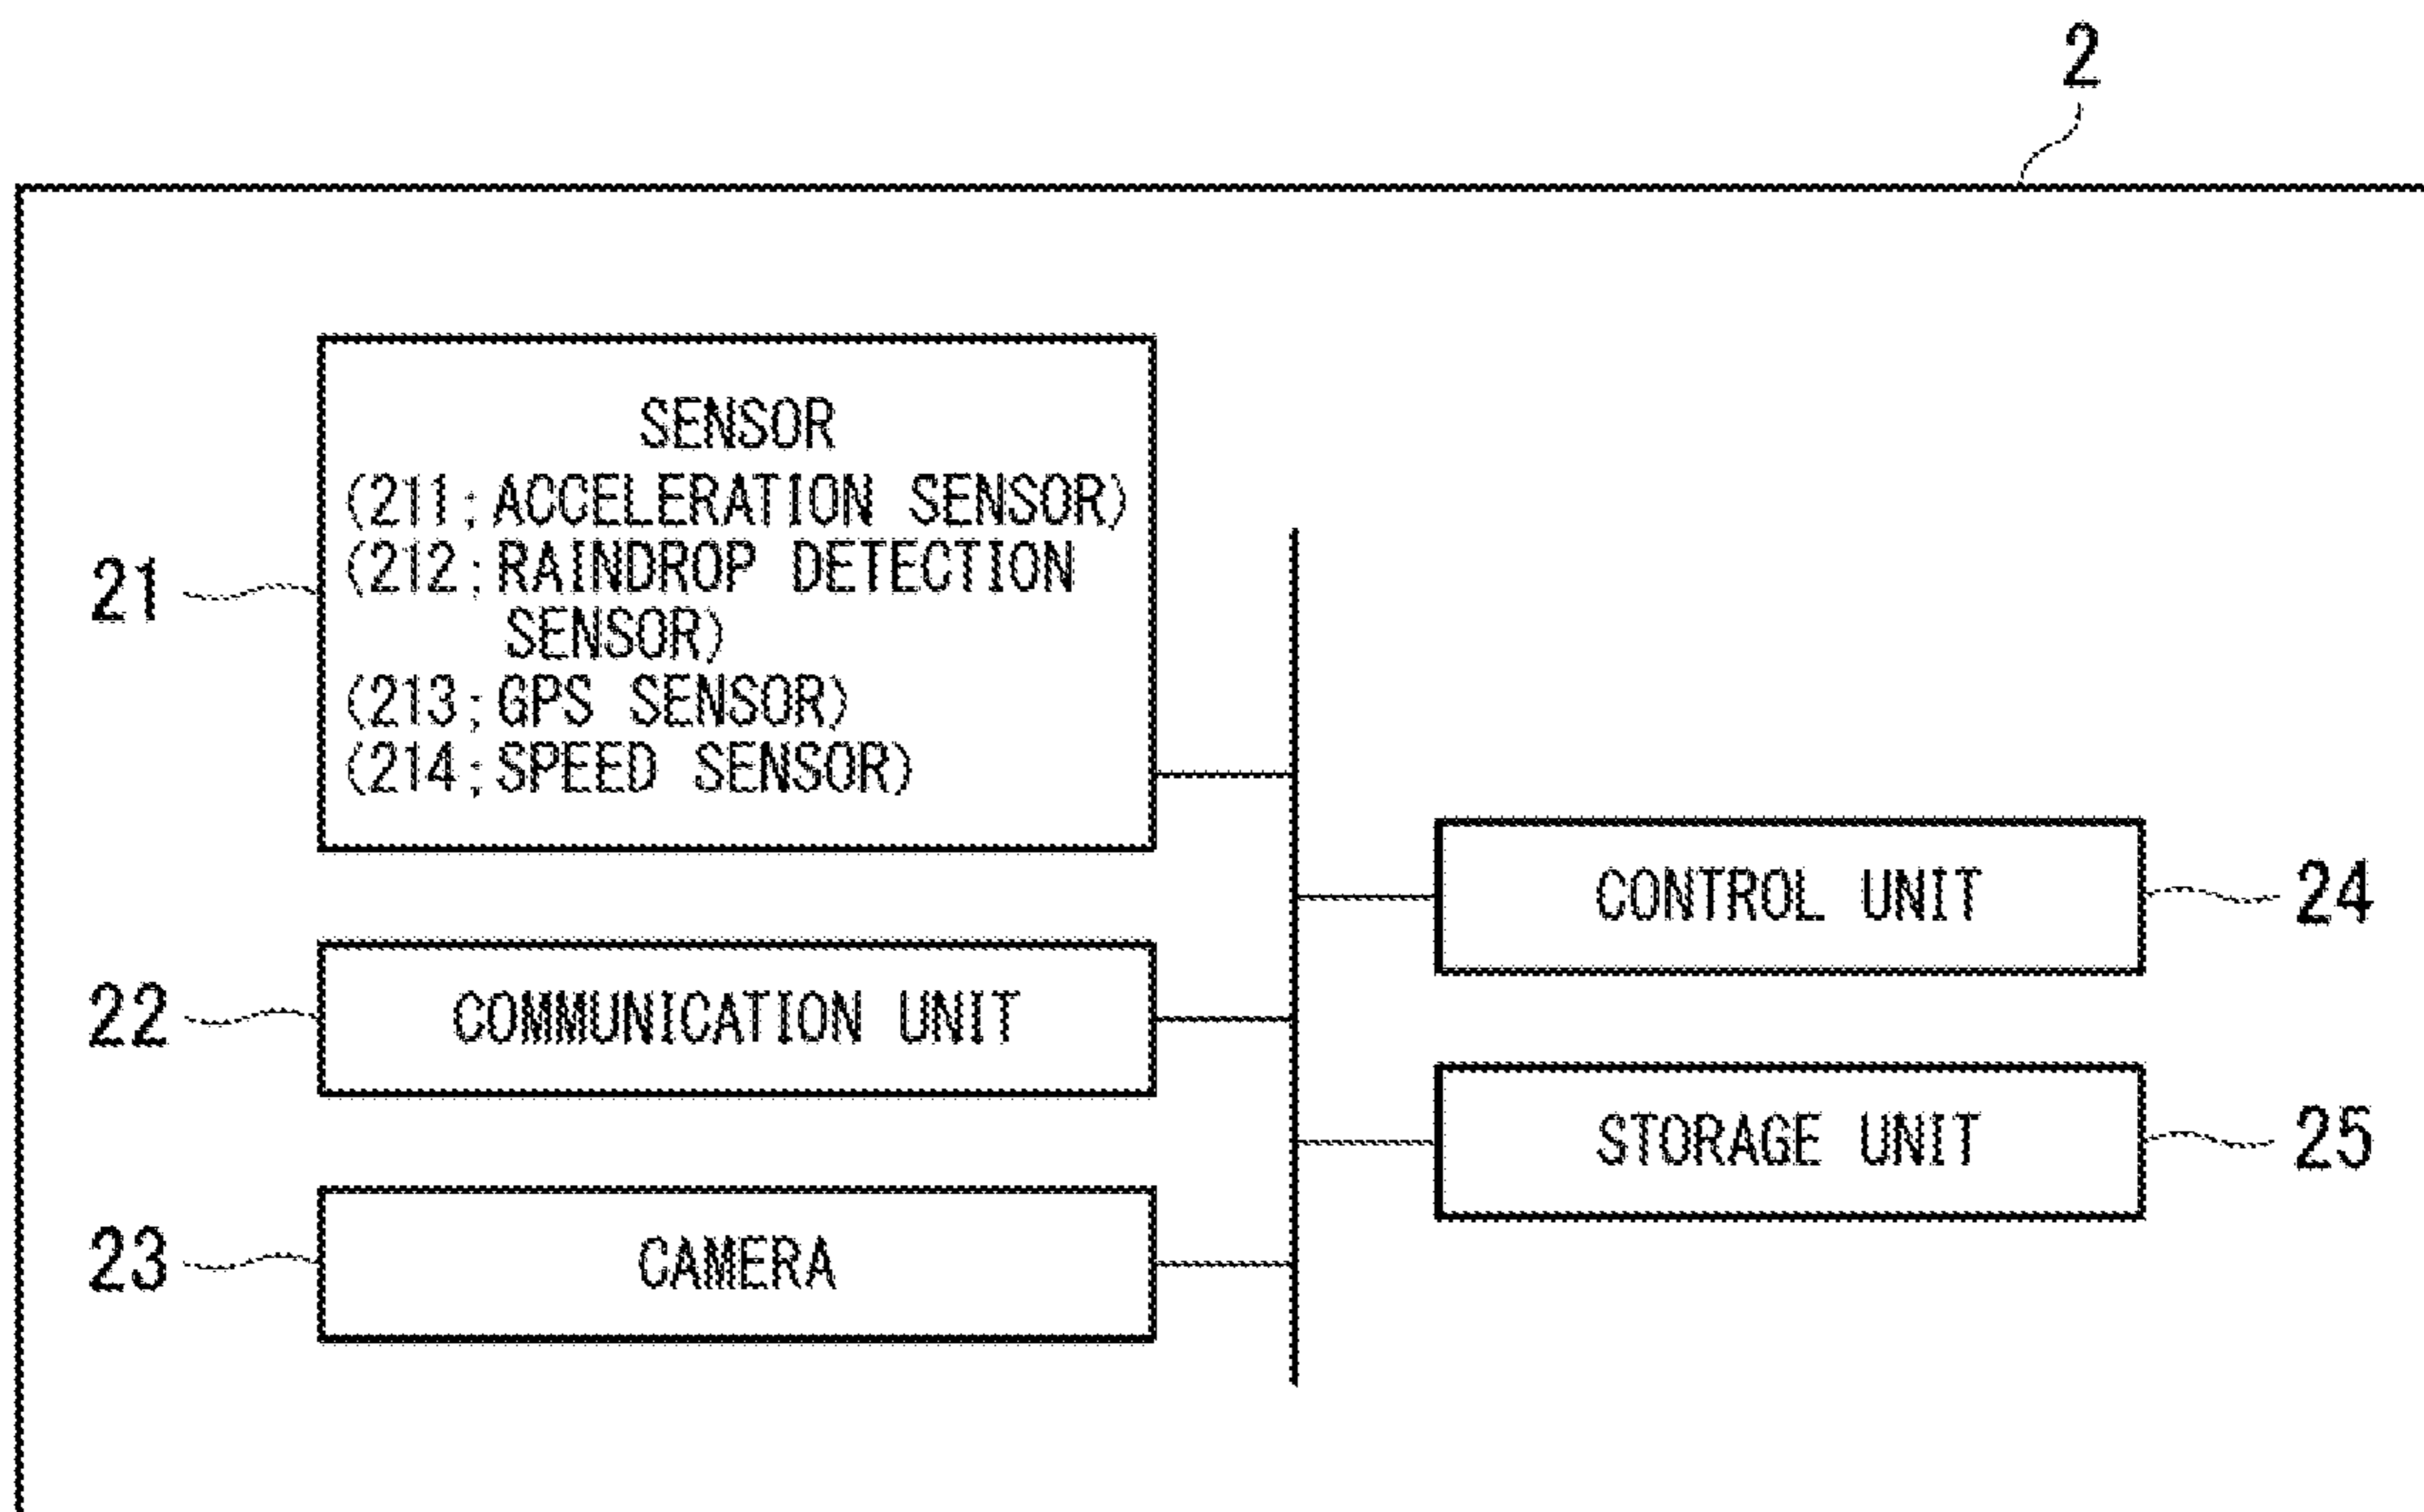 2
SENSOR
(211;ACCELERATION SENSOR)
(212;RAINDROP DETECTION
SENSOR)
(213;GPS SENSOR)
(214;SPEED SENSOR)
21
CONTROL UNIT
24
22
COMMUNICATION UNIT
STORAGE UNIT
25
23
CAMERA